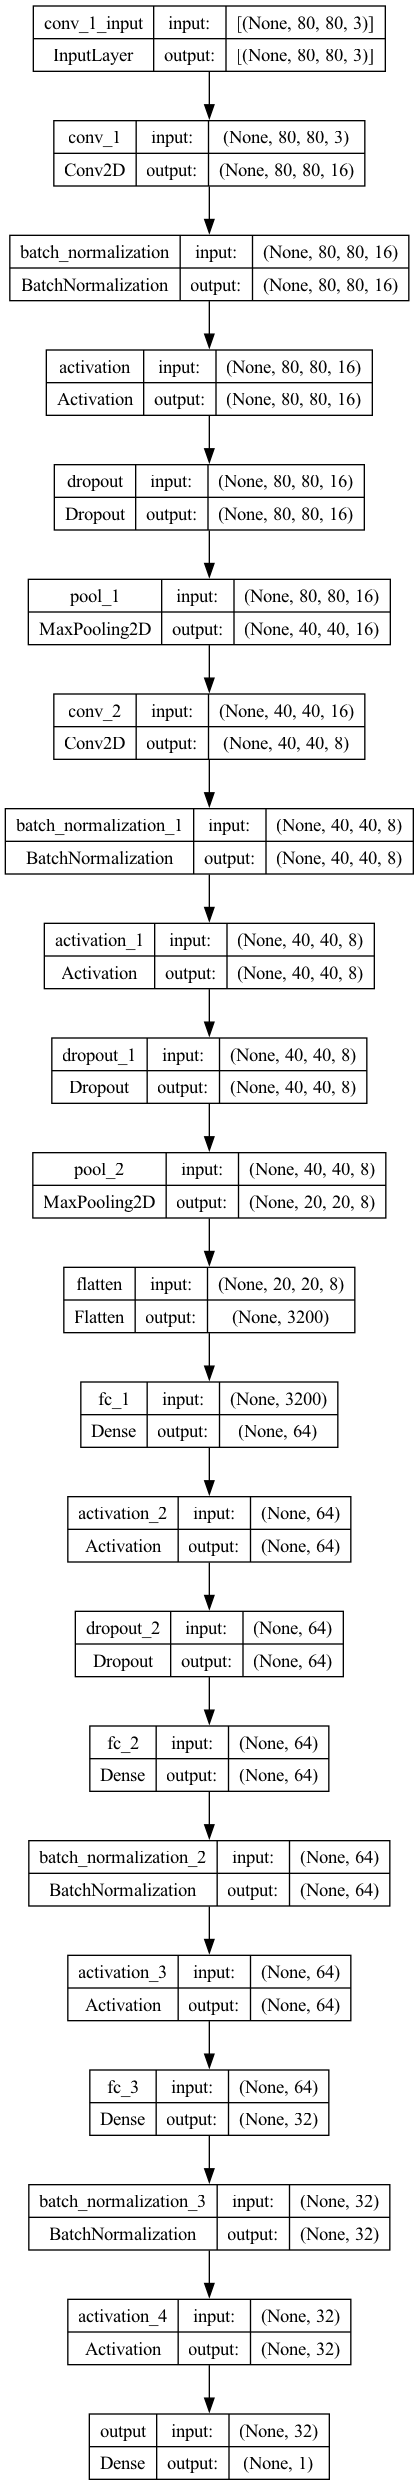 conv_1_input input: [(None, 80, 80, 3)]
InputLayer output: [(None, 80, 80, 3)]
conv_1 input: (None, 80, 80, 3)
Conv2D output: (None, 80, 80, 16)
batch_normalization input: (None, 80, 80, 16)
BatchNormalization output: (None, 80, 80, 16)
activation input: (None, 80, 80, 16)
Activation output: (None, 80, 80, 16)
dropout input: (None, 80, 80, 16)
Dropout output: (None, 80, 80, 16)
pool_1 input: (None, 80, 80, 16)
MaxPooling2D output: (None, 40, 40, 16)
conv_2 input: (None, 40, 40, 16)
Conv2D output: (None, 40, 40, 8)
batch_normalization_1 input: (None, 40, 40, 8)
BatchNormalization output: (None, 40, 40, 8)
activation_1 input: (None, 40, 40, 8)
Activation output: (None, 40, 40, 8)
dropout_1 input: (None, 40, 40, 8)
Dropout output: (None, 40, 40, 8)
pool_2 input: (None, 40, 40, 8)
MaxPooling2D output: (None, 20, 20, 8)
flatten input: (None, 20, 20, 8)
Flatten output: (None, 3200)
fc_1 input: (None, 3200)
Dense output: (None, 64)
activation_2 input: (None, 64)
Activation output: (None, 64)
dropout_2 input: (None, 64)
Dropout output: (None, 64)
fc_2 input: (None, 64)
Dense output: (None, 64)
batch_normalization_2 input: (None, 64)
BatchNormalization output: (None, 64)
activation_3 input: (None, 64)
Activation output: (None, 64)
fc_3 input: (None, 64)
Dense output: (None, 32)
batch_normalization_3 input: (None, 32)
BatchNormalization output: (None, 32)
activation_4 input: (None, 32)
Activation output: (None, 32)
output input: (None, 32)
Dense output: (None, 1)